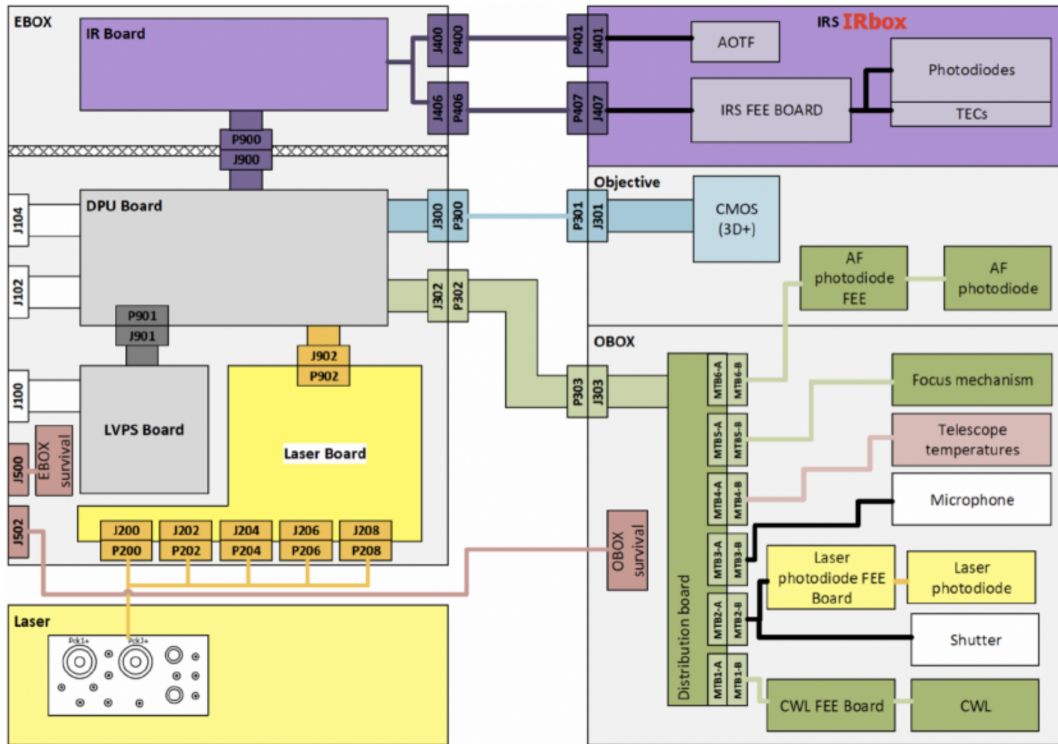 EBOX
IR Board
J400
P400
P401
J401
IRS IRbox
AOTF
Photodiodes
TECs
J406
P406
P407
J407
IRS FEE BOARD
P900
J900
DPU Board
J104
J102
J300
P300
P301
J301
Objective
CMOS
(3D+)
J302
P302
AF
photodiode
FEE
AF
photodiode
P901
J901
J902
P902
J100
LVPS Board
Laser Board
J500
EBOX
survival
J502
J200
J202
J204
J206
J208
P200
P202
P204
P206
P208
P303
J303
OBOX
OBOX
survival
Distribution board
MTB6-A
MTB6-B
MTB5-A
MTB5-B
MTB4-A
MTB4-B
MTB3-A
MTB3-B
MTB2-A
MTB2-B
MTB1-A
MTB1-B
Focus mechanism
Telescope
temperatures
Microphone
Laser
photodiode FEE
Board
Laser
photodiode
Shutter
CWL FEE Board
CWL
Laser